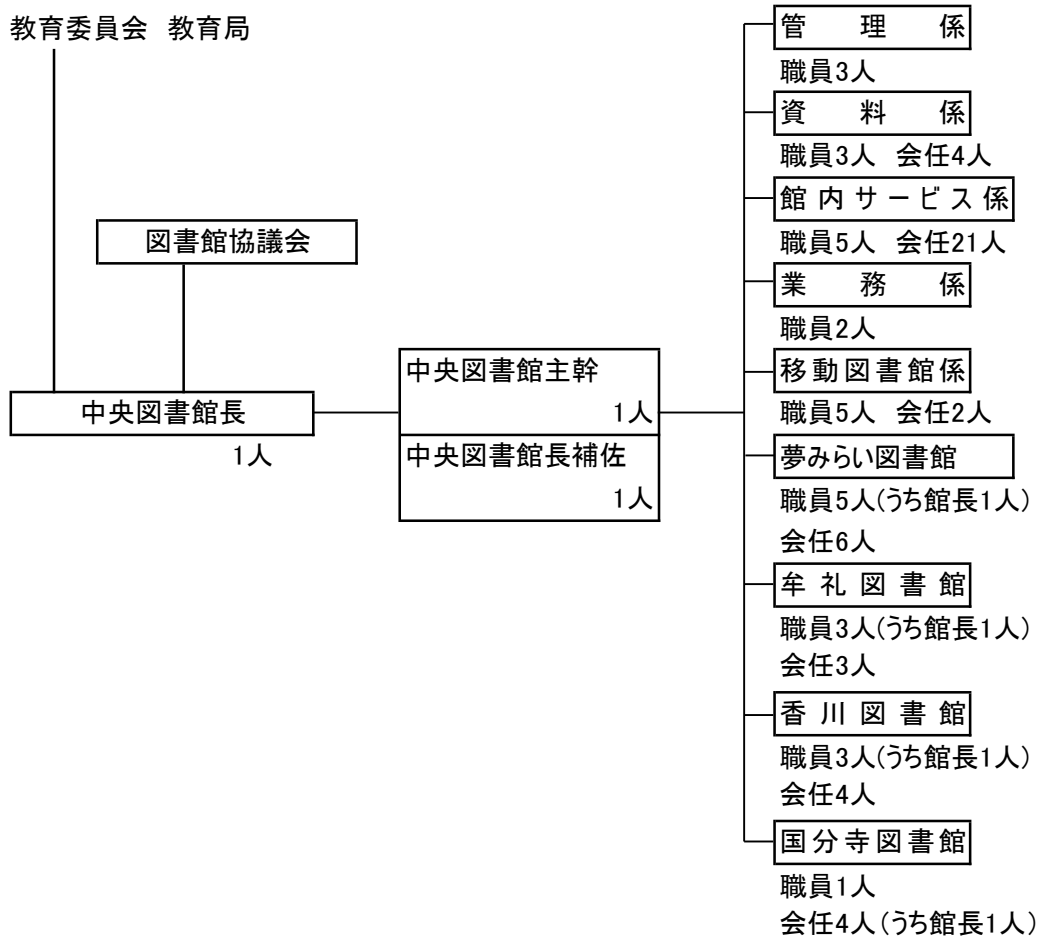 教育委員会 教育局
図書館協議会
中央図書館長
1人
中央図書館主幹
1人
中央図書館長補佐
1人
管理係
職員3人
資料係
職員3人 会任4人
館内サービス係
職員5人 会任21人
業務係
職員2人
移動図書館係
職員5人 会任2人
夢みらい図書館
職員5人(うち館長1人)
会任6人
牟礼図書館
職員3人(うち館長1人)
会任3人
香川図書館
職員3人(うち館長1人)
会任4人
国分寺図書館
職員1人
会任4人(うち館長1人)